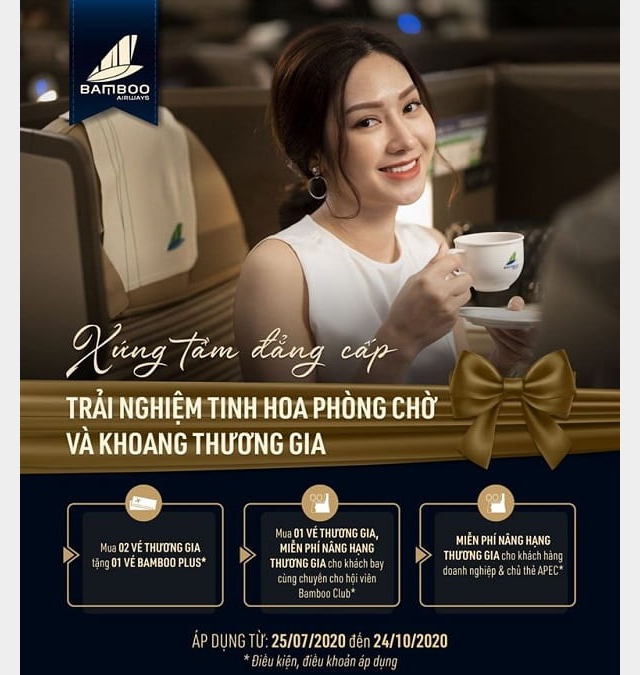 BAMBOO
AIRWAYS
BAMBOO
Xứng tầm đẳng cấp
TRẢI NGHIỆM TINH HOA PHÒNG CHỜ
VÀ KHOANG THƯƠNG GIA
Mua 02 VÉ THƯƠNG GIA
tặng 01 VÉ BAMBOO PLUS*
Mua 01 VÉ THƯƠNG GIA,
MIỄN PHÍ NÂNG HẠNG
THƯƠNG GIA cho khách bay
cùng chuyến cho hội viên
Bamboo Club*
MIỄN PHÍ NÂNG HẠNG
THƯƠNG GIA cho khách hàng
doanh nghiệp & chủ thẻ APEC*
ÁP DỤNG TỪ: 25/07/2020 đến 24/10/2020
* Điều kiện, điều khoản áp dụng